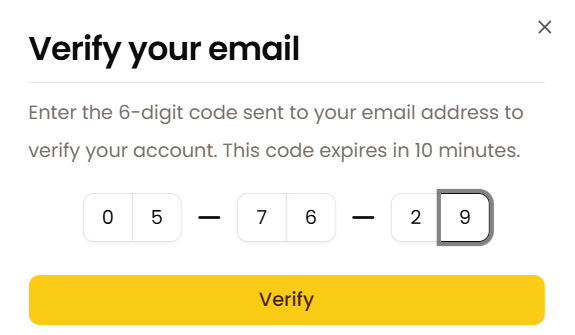 Verify your email
Enter the 6-digit code sent to your email address to
verify your account. This code expires in 10 minutes.
0 5 — 7 6 — 2 9
Verify